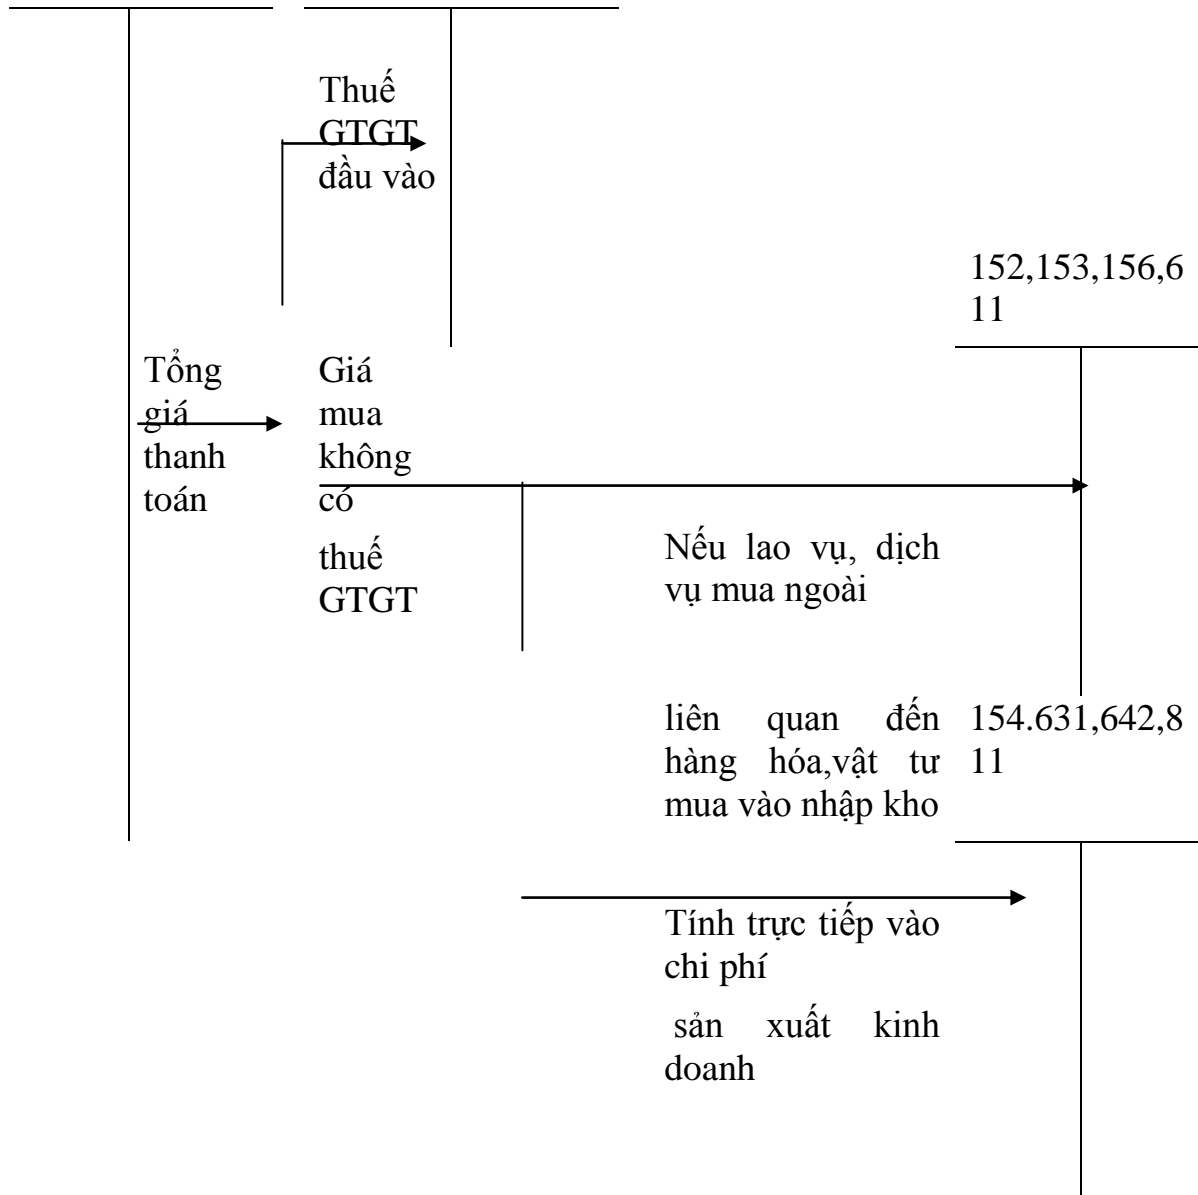 Thuế
GTGT
đầu vào
152,153,156,6
11
Tổng
giá
thanh
toán
Giá
mua
không
có
thuế
GTGT
Nếu lao vụ, dịch
vụ mua ngoài
liên quan đến
hàng hóa,vật tư
mua vào nhập kho
154.631,642,8
11
Tính trực tiếp vào
chi phí
sản xuất kinh
doanh